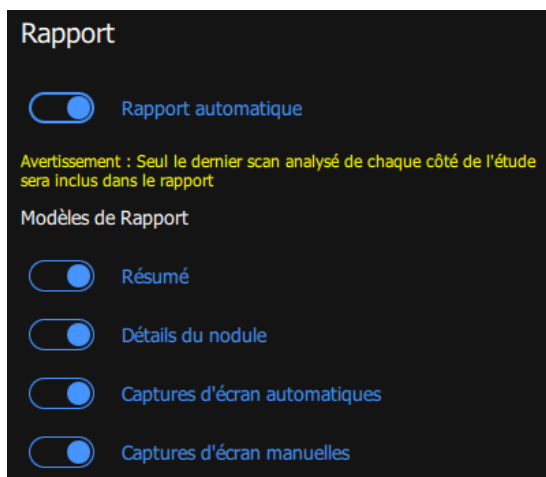 Rapport
Rapport automatique
Avertissement : Seul le dernier scan analysé de chaque côté de l'étude
sera inclus dans le rapport
Modèles de Rapport
Résumé
Détails du nodule
Captures d'écran automatiques
Captures d'écran manuelles